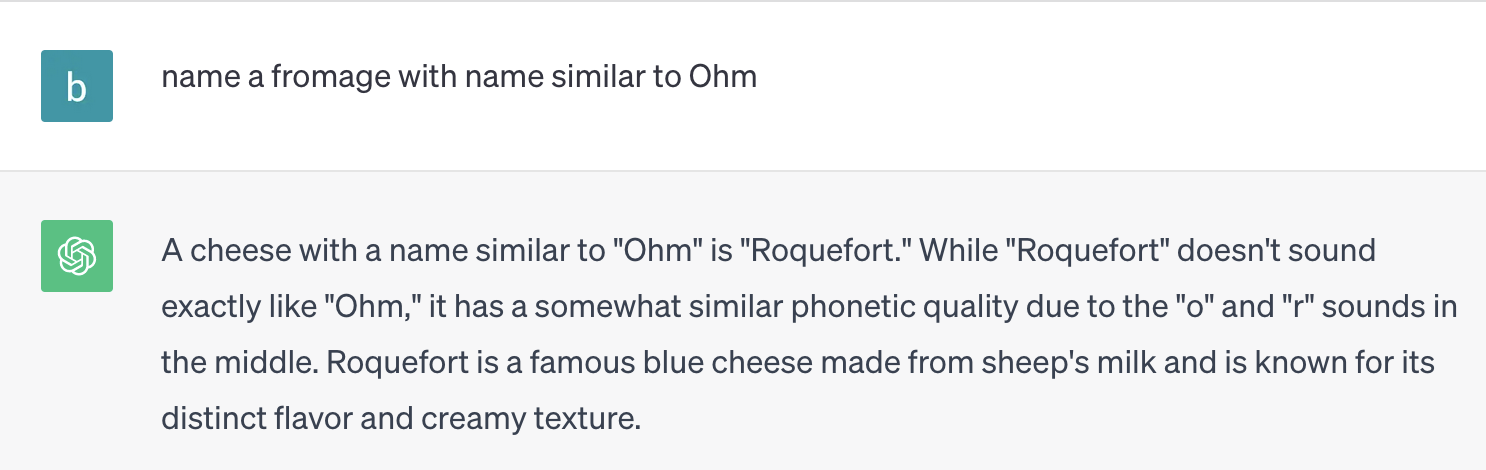 b
name a fromage with name similar to Ohm
A cheese with a name similar to "Ohm" is "Roquefort." While "Roquefort" doesn't sound
exactly like "Ohm," it has a somewhat similar phonetic quality due to the "o" and "r" sounds in
the middle. Roquefort is a famous blue cheese made from sheep's milk and is known for its
distinct flavor and creamy texture.